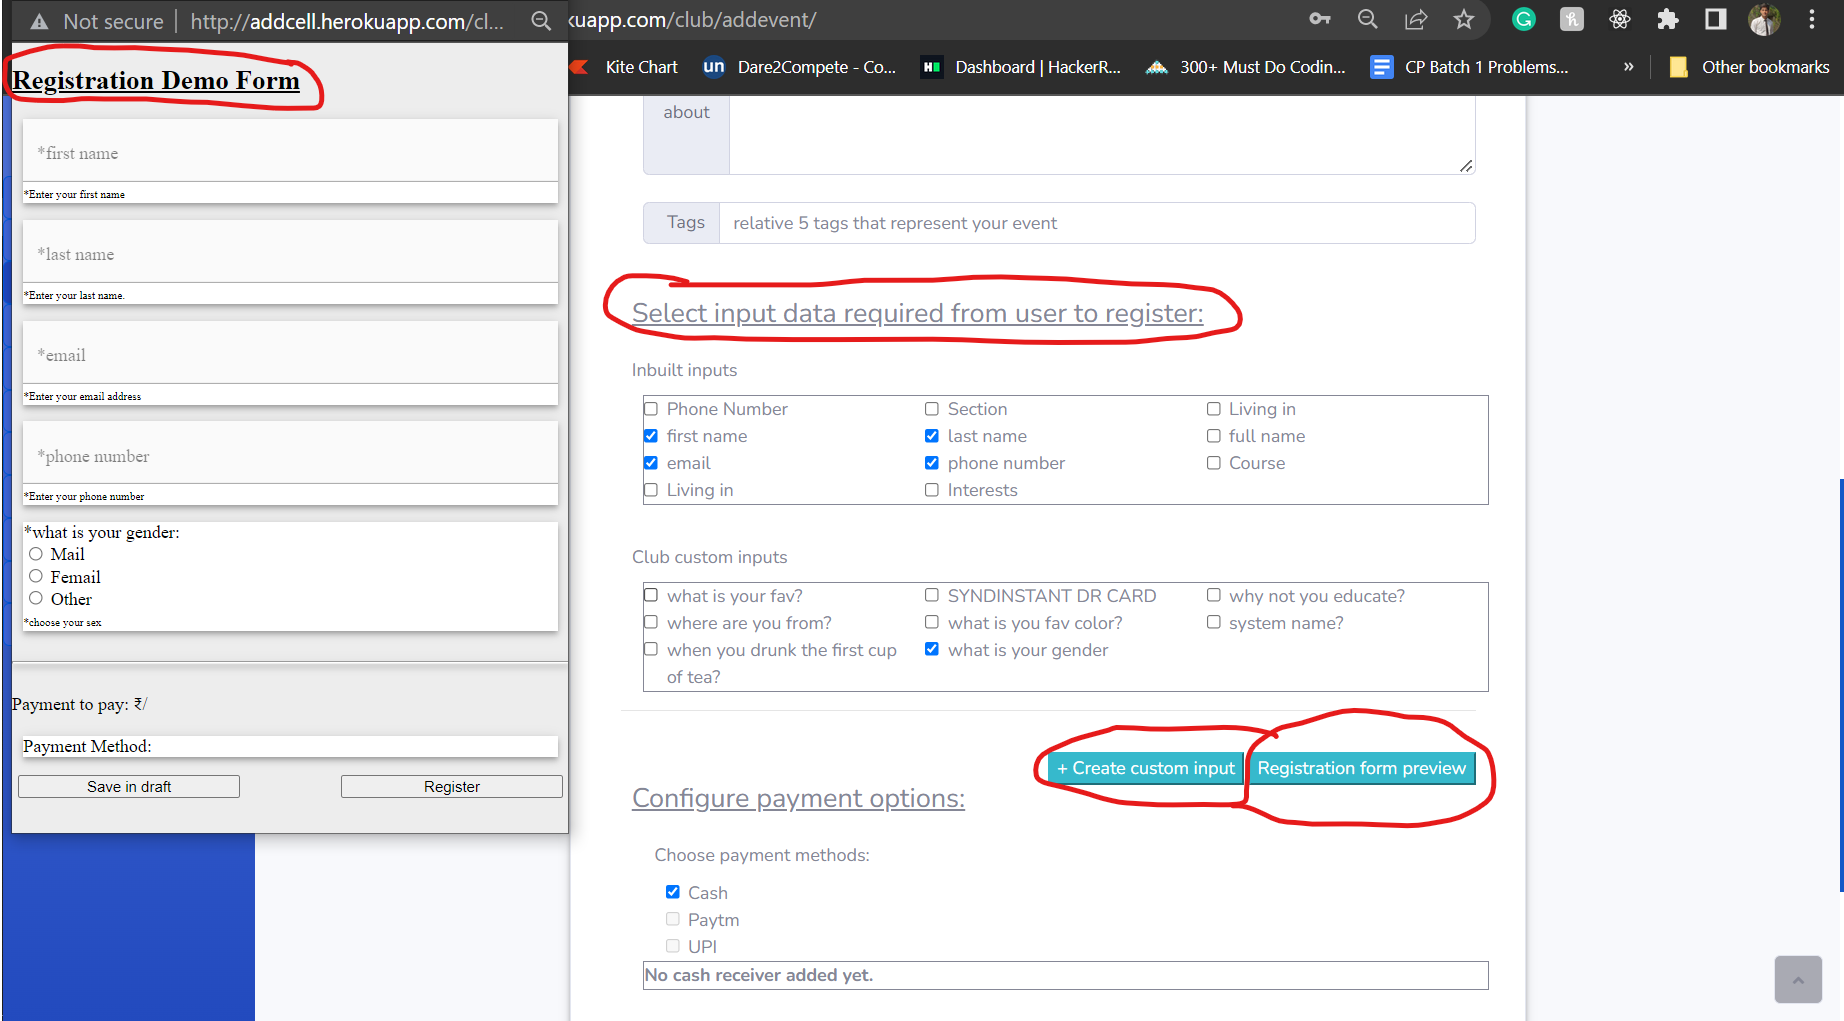 Not secure | http://addcell.herokuapp.com/cl...
Registration Demo Form
*first name
*Enter your first name
*last name
*Enter your last name.
*email
*Enter your email address
*phone number
*Enter your phone number
*what is your gender:
Mail
Femail
Other
*choose your sex
Payment to pay: ₹/
Payment Method:
Save in draft
Register
kuapp.com/club/addevent/
Kite Chart
un Dare2Compete - Co...
H Dashboard | HackerR...
300+ Must Do Codin...
CP Batch 1 Problems...
»
Other bookmarks
about
Tags relative 5 tags that represent your event
Select input data required from user to register:
Inbuilt inputs
Phone Number Section Living in
first name last name full name
email phone number Course
Living in Interests
Club custom inputs
what is your fav? SYNDINSTANT DR CARD why not you educate?
where are you from? what is you fav color? system name?
when you drunk the first cup what is your gender
of tea?
+ Create custom input Registration form preview
Configure payment options:
Choose payment methods:
Cash
Paytm
UPI
No cash receiver added yet.